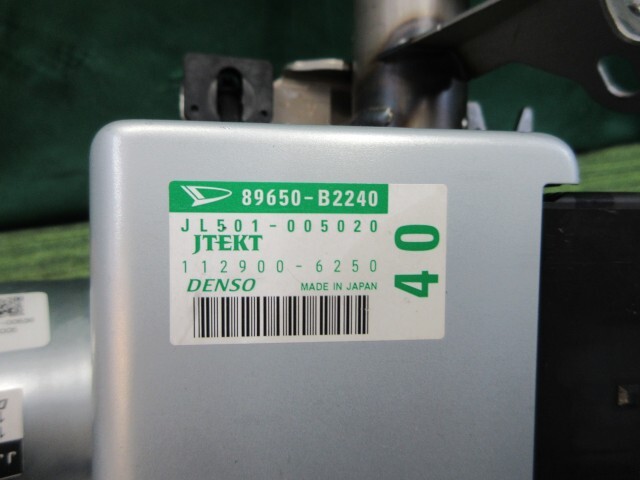 89650-B2240
JL501-005020
JTEKT
112900-6250
DENSO MADE IN JAPAN
40